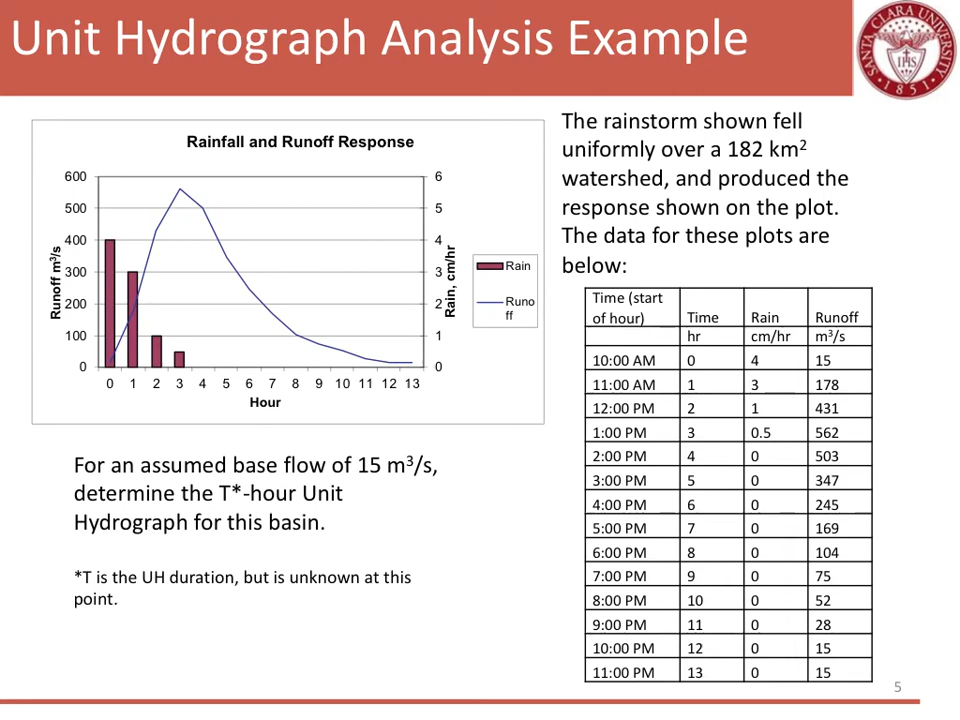 Unit Hydrograph Analysis Example
SANTA CLARA UNIVERSITY
IHS
• 1851 •
Rainfall and Runoff Response
600
500
400
300
200
100
0
Runoff m³/s
6
5
4
3
2
1
0
Rain, cm/hr
Rain
Runo
ff
0 1 2 3 4 5 6 7 8 9 10 11 12 13
Hour
For an assumed base flow of 15 m³/s,
determine the T*-hour Unit
Hydrograph for this basin.
*T is the UH duration, but is unknown at this
point.
The rainstorm shown fell
uniformly over a 182 km²
watershed, and produced the
response shown on the plot.
The data for these plots are
below:
Time (start
of hour) Time Rain Runoff
hr cm/hr m³/s
10:00 AM 0 4 15
11:00 AM 1 3 178
12:00 PM 2 1 431
1:00 PM 3 0.5 562
2:00 PM 4 0 503
3:00 PM 5 0 347
4:00 PM 6 0 245
5:00 PM 7 0 169
6:00 PM 8 0 104
7:00 PM 9 0 75
8:00 PM 10 0 52
9:00 PM 11 0 28
10:00 PM 12 0 15
11:00 PM 13 0 15
5